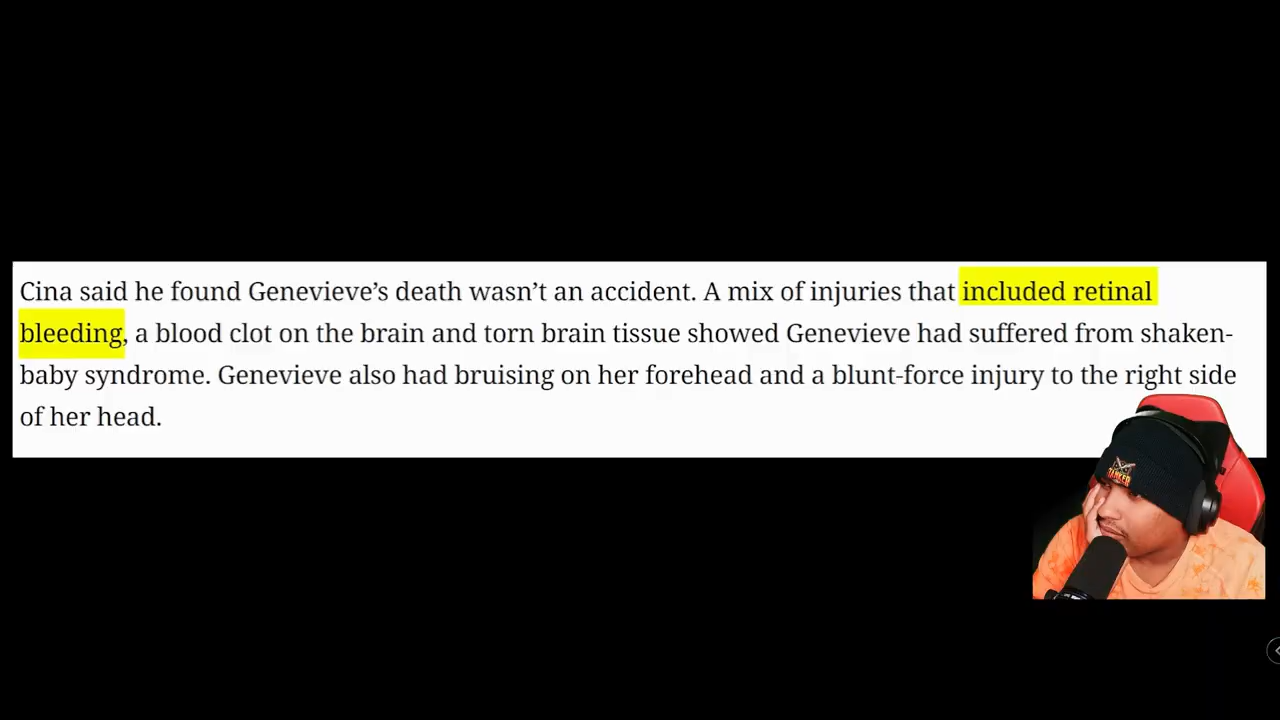 Cina said he found Genevieve’s death wasn’t an accident. A mix of injuries that included retinal
bleeding, a blood clot on the brain and torn brain tissue showed Genevieve had suffered from shaken-
baby syndrome. Genevieve also had bruising on her forehead and a blunt-force injury to the right side
of her head.